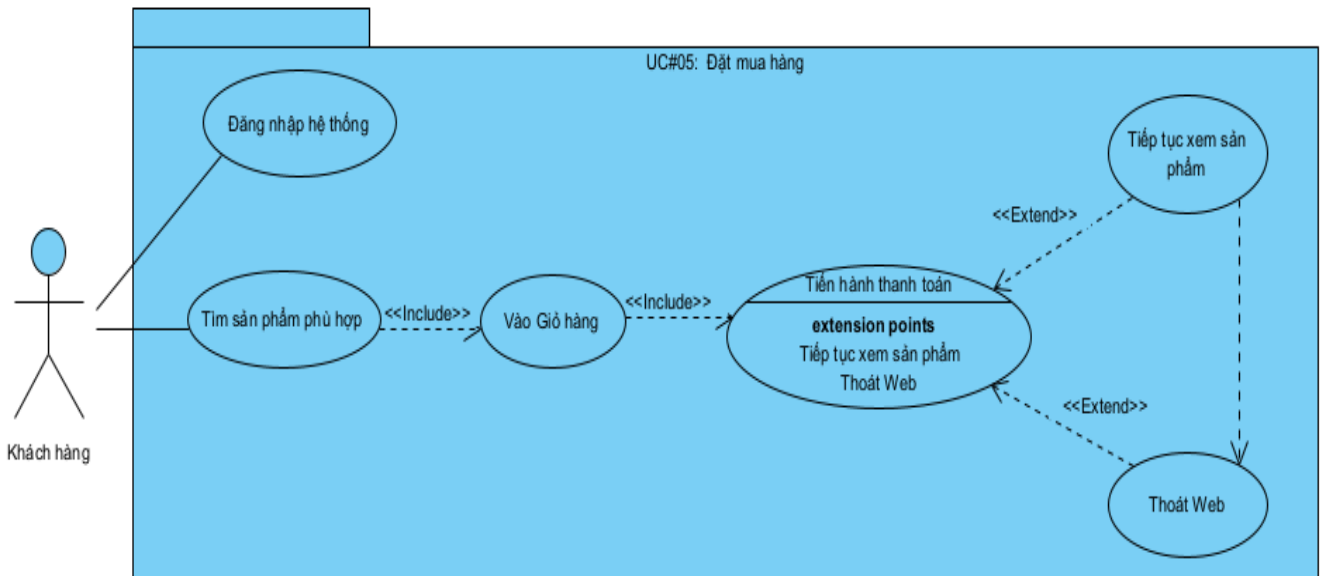 UC#05: Đặt mua hàng
Đăng nhập hệ thống
Tiếp tục xem sản
phẩm
<<Extend>>
Tiến hành thanh toán
Tìm sản phẩm phù hợp
<<Include>>
Vào Giỏ hàng
<<Include>>
extension points
Tiếp tục xem sản phẩm
Thoát Web
<<Extend>>
Khách hàng
Thoát Web